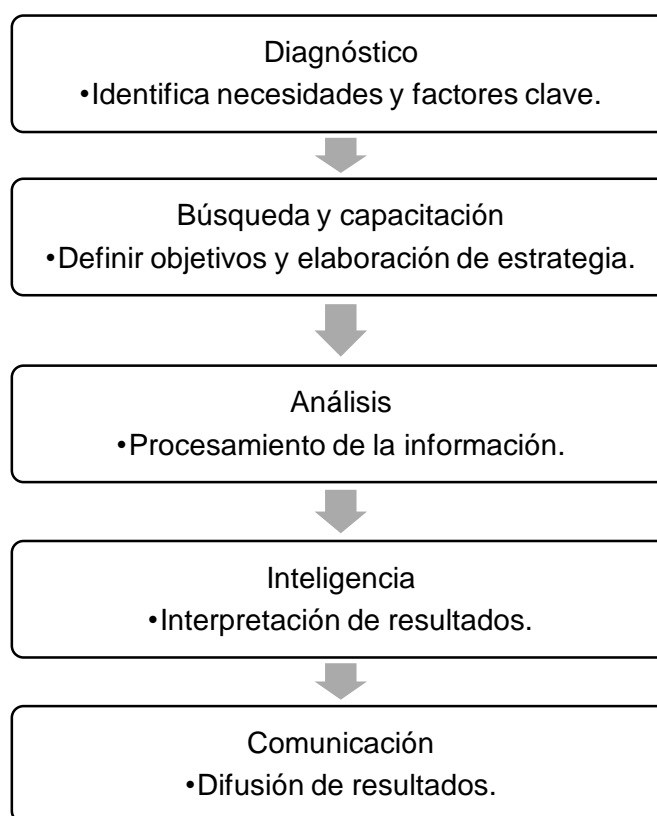 Diagnóstico
•Identifica necesidades y factores clave.
Búsqueda y capacitación
•Definir objetivos y elaboración de estrategia.
Análisis
•Procesamiento de la información.
Inteligencia
•Interpretación de resultados.
Comunicación
•Difusión de resultados.